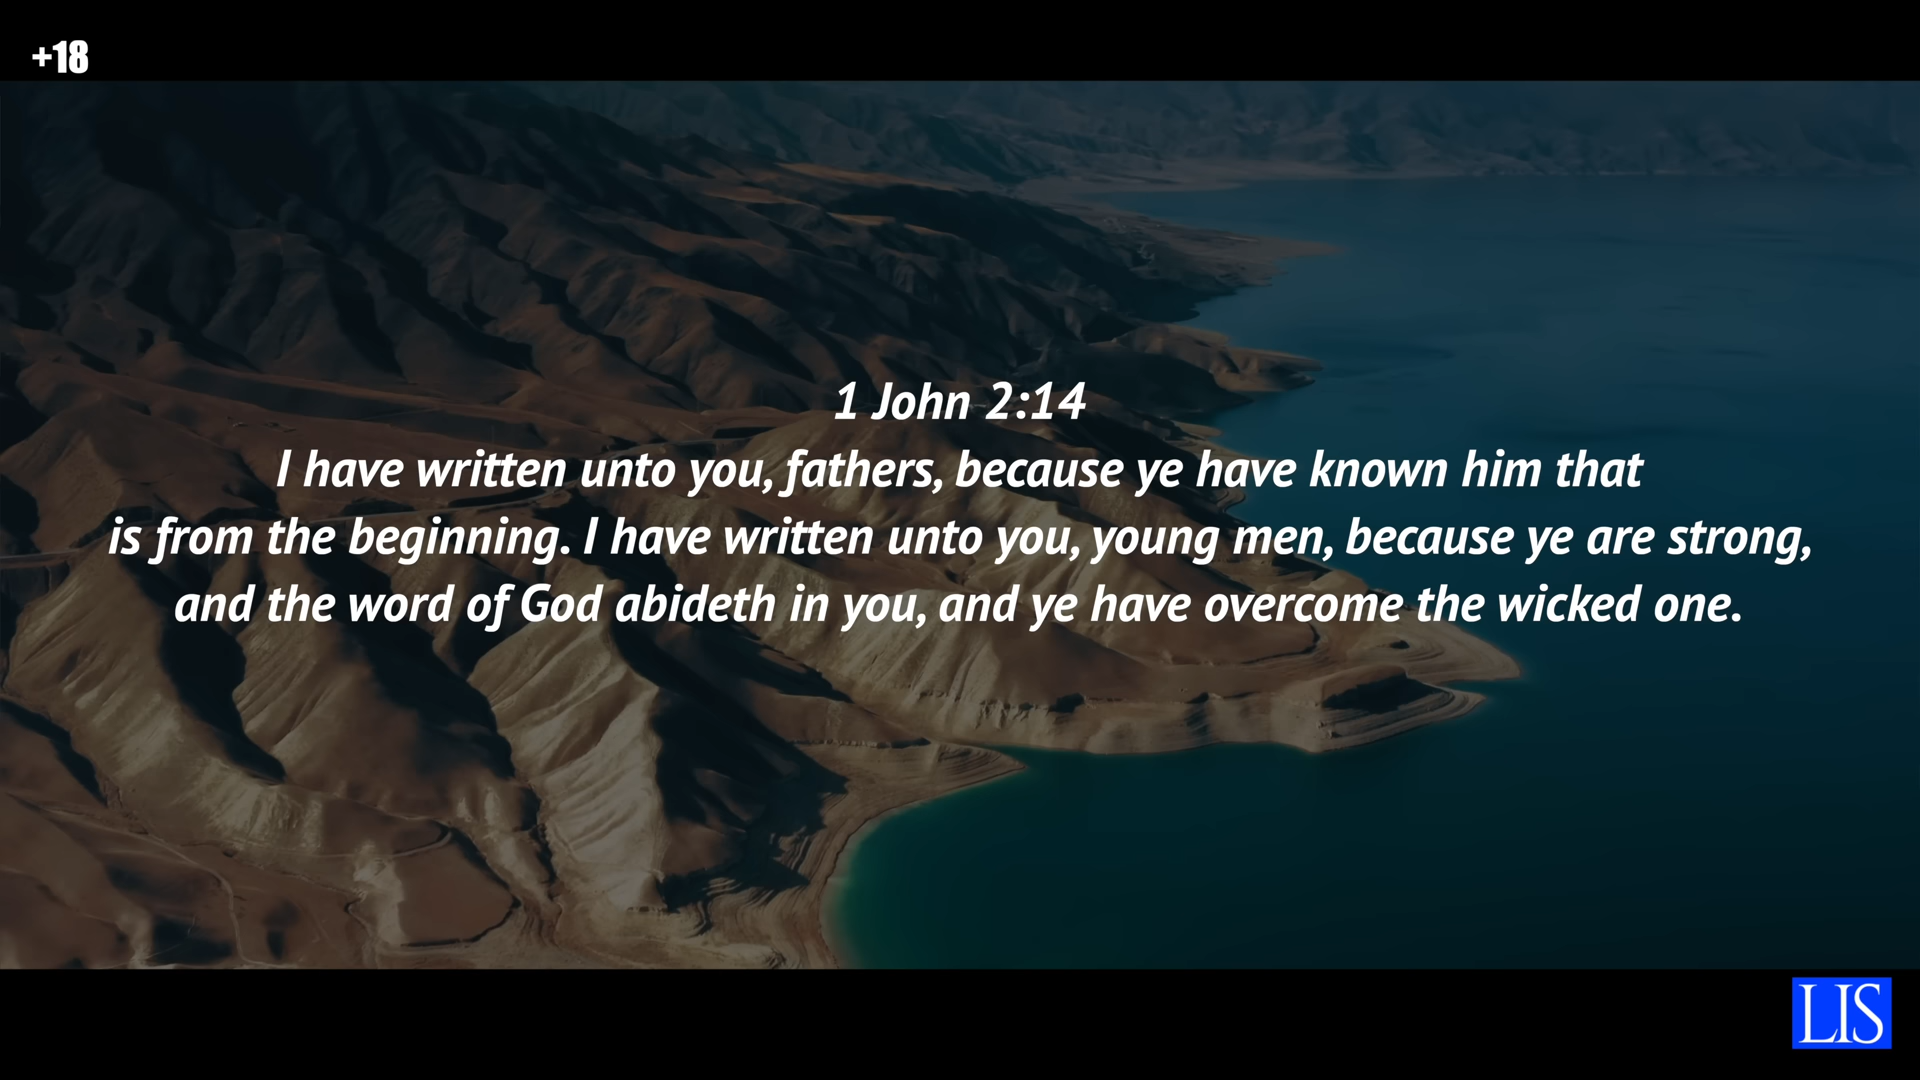 +18
1 John 2:14
I have written unto you, fathers, because ye have known him that
is from the beginning. I have written unto you, young men, because ye are strong,
and the word of God abideth in you, and ye have overcome the wicked one.
LIS